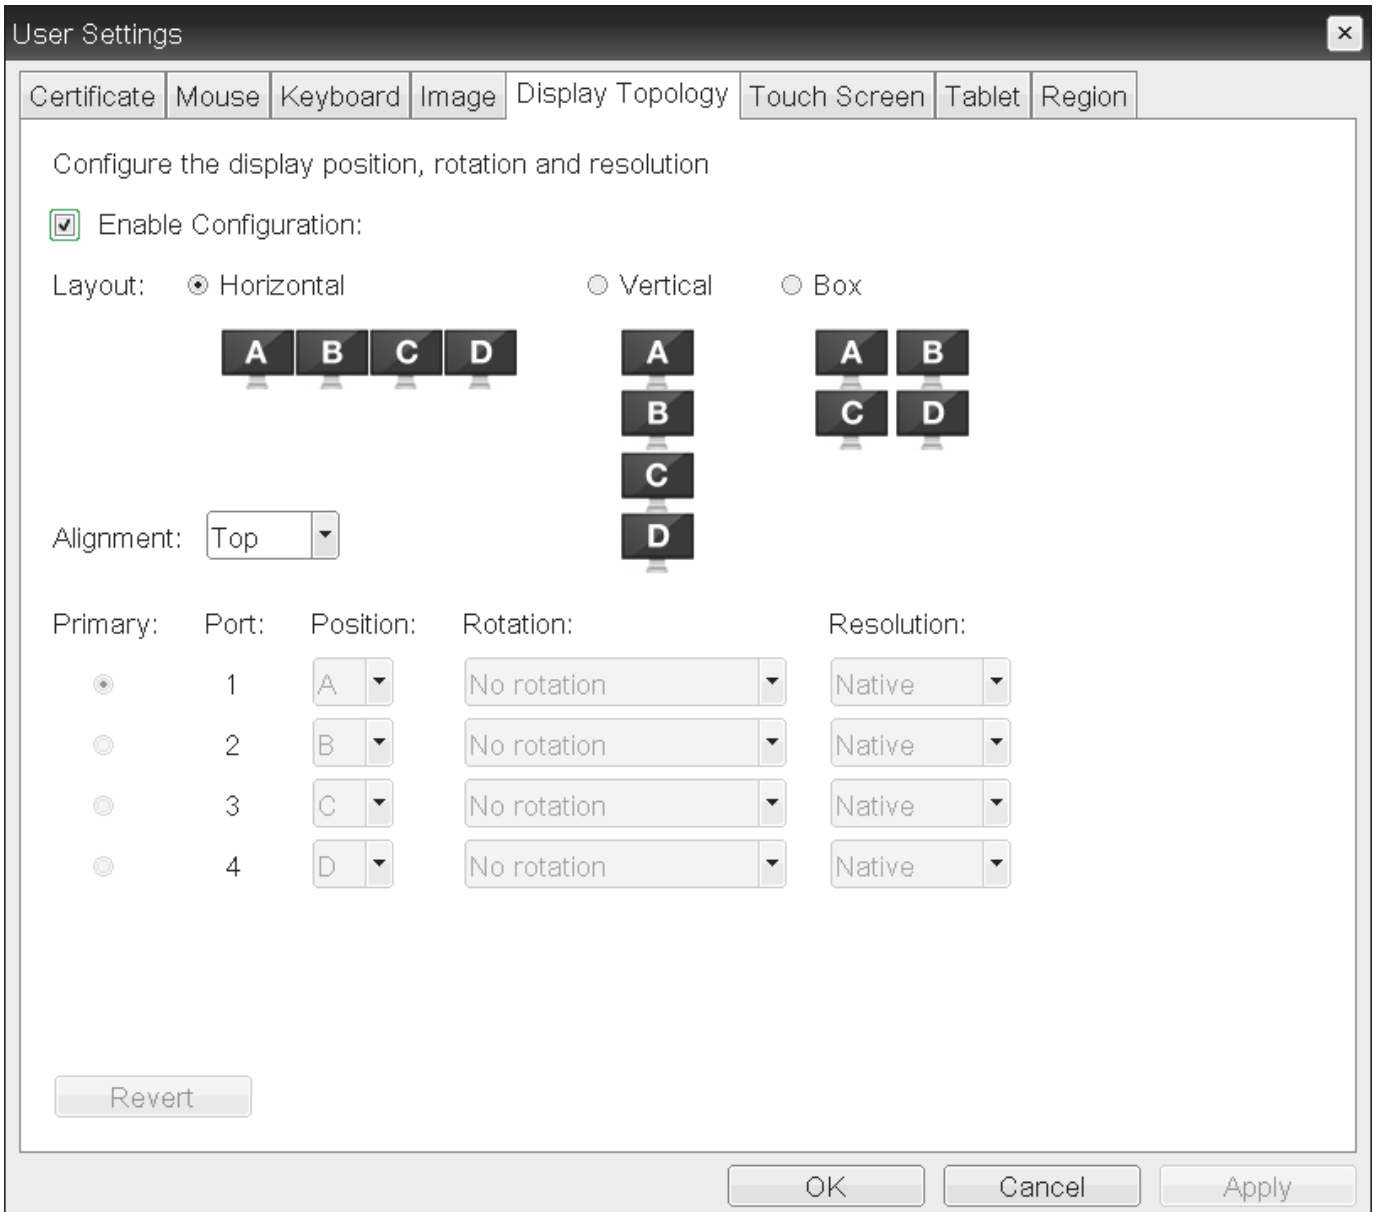 User Settings
Certificate Mouse Keyboard Image Display Topology Touch Screen Tablet Region
Configure the display position, rotation and resolution
Enable Configuration:
Layout: Horizontal Vertical Box
A B C D A A B
B C D
C
D
Alignment: Top
Primary: Port: Position: Rotation: Resolution:
1 A No rotation Native
2 B No rotation Native
3 C No rotation Native
4 D No rotation Native
Revert
OK Cancel Apply